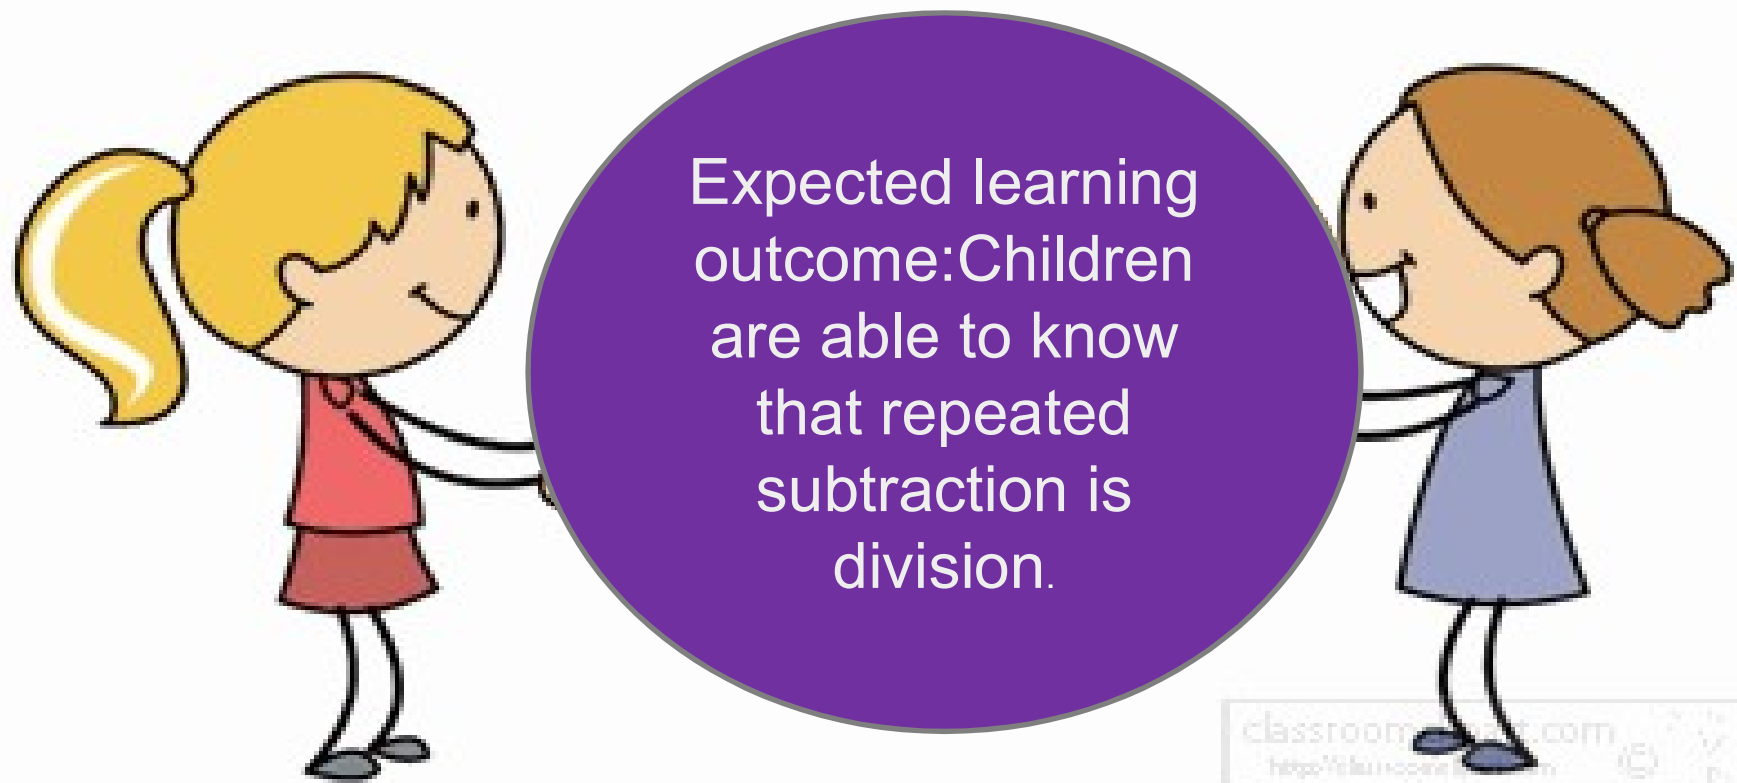 Expected learning
outcome:Children
are able to know
that repeated
subtraction is
division.